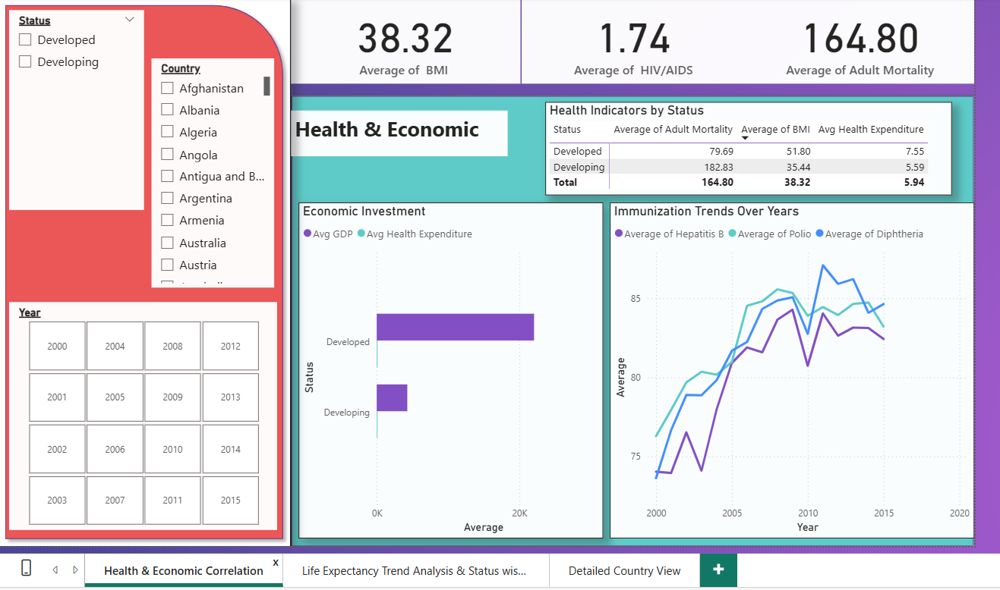 Status
Developed
Developing
Country
Afghanistan
Albania
Algeria
Angola
Antigua and B...
Argentina
Armenia
Australia
Austria
Year
2000 2004 2008 2012
2001 2005 2009 2013
2002 2006 2010 2014
2003 2007 2011 2015
38.32
Average of BMI
1.74
Average of HIV/AIDS
164.80
Average of Adult Mortality
Health & Economic
Health Indicators by Status
Status Average of Adult Mortality Average of BMI Avg Health Expenditure
Developed 79.69 51.80 7.55
Developing 182.83 35.44 5.59
Total 164.80 38.32 5.94
Economic Investment
Avg GDP Avg Health Expenditure
Status
Developed
Developing
0K 20K
Average
Immunization Trends Over Years
Average of Hepatitis B Average of Polio Average of Diphtheria
Average
85
80
75
2000 2005 2010 2015 2020
Year
Health & Economic Correlation x
Life Expectancy Trend Analysis & Status wis...
Detailed Country View
+